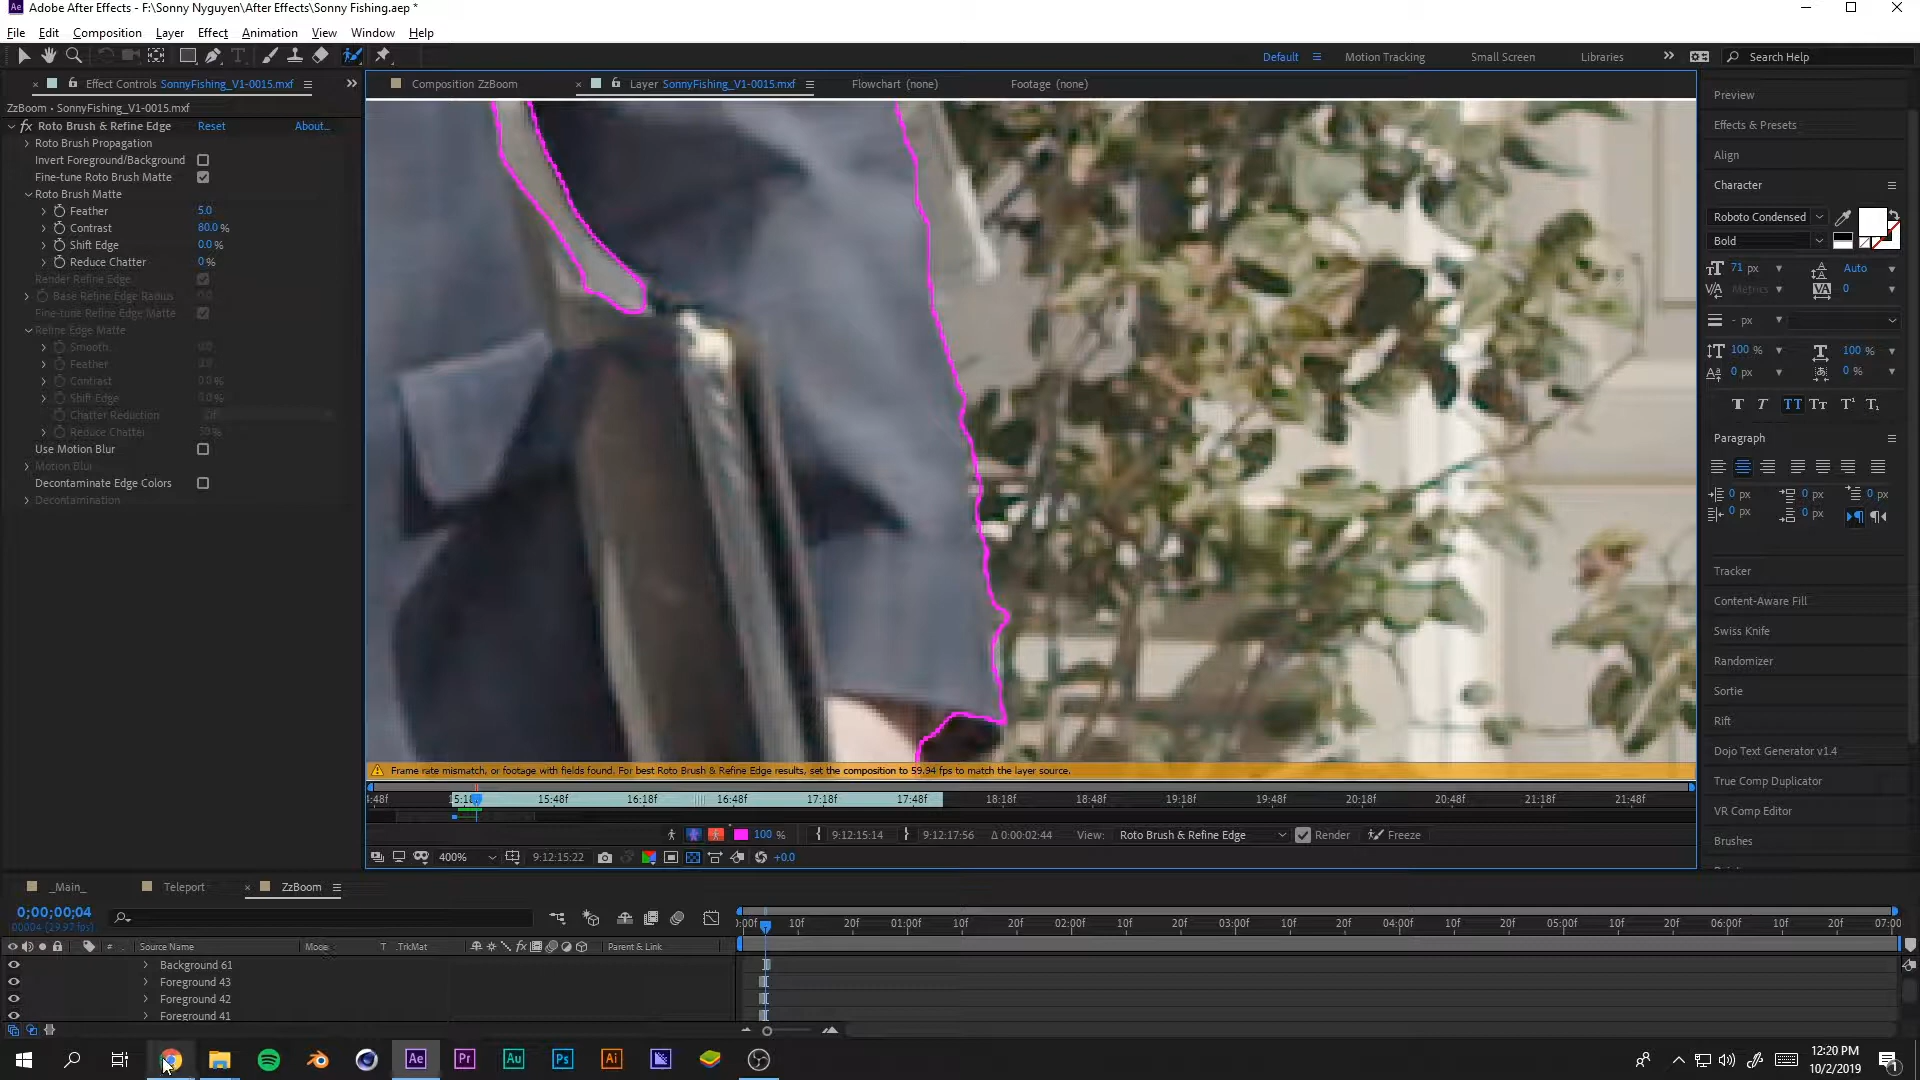 Ae Adobe After Effects - F:\Sonny Nyguyen\After Effects\Sonny Fishing.aep *
File Edit Composition Layer Effect Animation View Window Help
Default Motion Tracking Small Screen Libraries Search Help
Effect Controls SonnyFishing_V1-0015.mxf
Composition ZzBoom Layer SonnyFishing_V1-0015.mxf Flowchart (none) Footage (none)
ZzBoom • SonnyFishing_V1-0015.mxf
fx Roto Brush & Refine Edge Reset About...
Roto Brush Propagation
Invert Foreground/Background
Fine-tune Roto Brush Matte
Roto Brush Matte
Feather 5.0
Contrast 80.0 %
Shift Edge 0.0 %
Reduce Chatter 0 %
Render Refine Edge
Base Refine Edge Radius 0.0
Fine-tune Refine Edge Matte
Refine Edge Matte
Smooth
Feather
Contrast 0.0 %
Shift Edge 0.0 %
Chatter Reduction
Reduce Chatter 50 %
Use Motion Blur
Motion Blur
Decontaminate Edge Colors
Decontamination
Preview
Effects & Presets
Align
Character
Roboto Condensed
Bold
71 px Auto
Metrics 0
- px
100 % 100 %
0 px 0 %
T T TT Tт T¹ T₁
Paragraph
0 px 0 px 0 px
0 px 0 px
Tracker
Content-Aware Fill
Swiss Knife
Randomizer
Sortie
Rift
Dojo Text Generator v1.4
True Comp Duplicator
VR Comp Editor
Brushes
Frame rate mismatch, or footage with fields found. For best Roto Brush & Refine Edge results, set the composition to 59.94 fps to match the layer source.
4:48f 15:18f 15:48f 16:18f 16:48f 17:18f 17:48f 18:18f 18:48f 19:18f 19:48f 20:18f 20:48f 21:18f 21:48f
100 % 9:12:15:14 9:12:17:56 Δ 0:00:02:44 View: Roto Brush & Refine Edge Render Freeze
400% 9:12:15:22 +0.0
_Main_ Teleport ZzBoom
0;00;00;04
00004 (29.97 fps)
):00f 10f 20f 01:00f 10f 20f 02:00f 10f 20f 03:00f 10f 20f 04:00f 10f 20f 05:00f 10f 20f 06:00f 10f 20f 07:00
# Source Name Mode T .TrkMat Parent & Link
Background 61
Foreground 43
Foreground 42
Foreground 41
Ae Pr Au Ps Ai
12:20 PM
10/2/2019
1